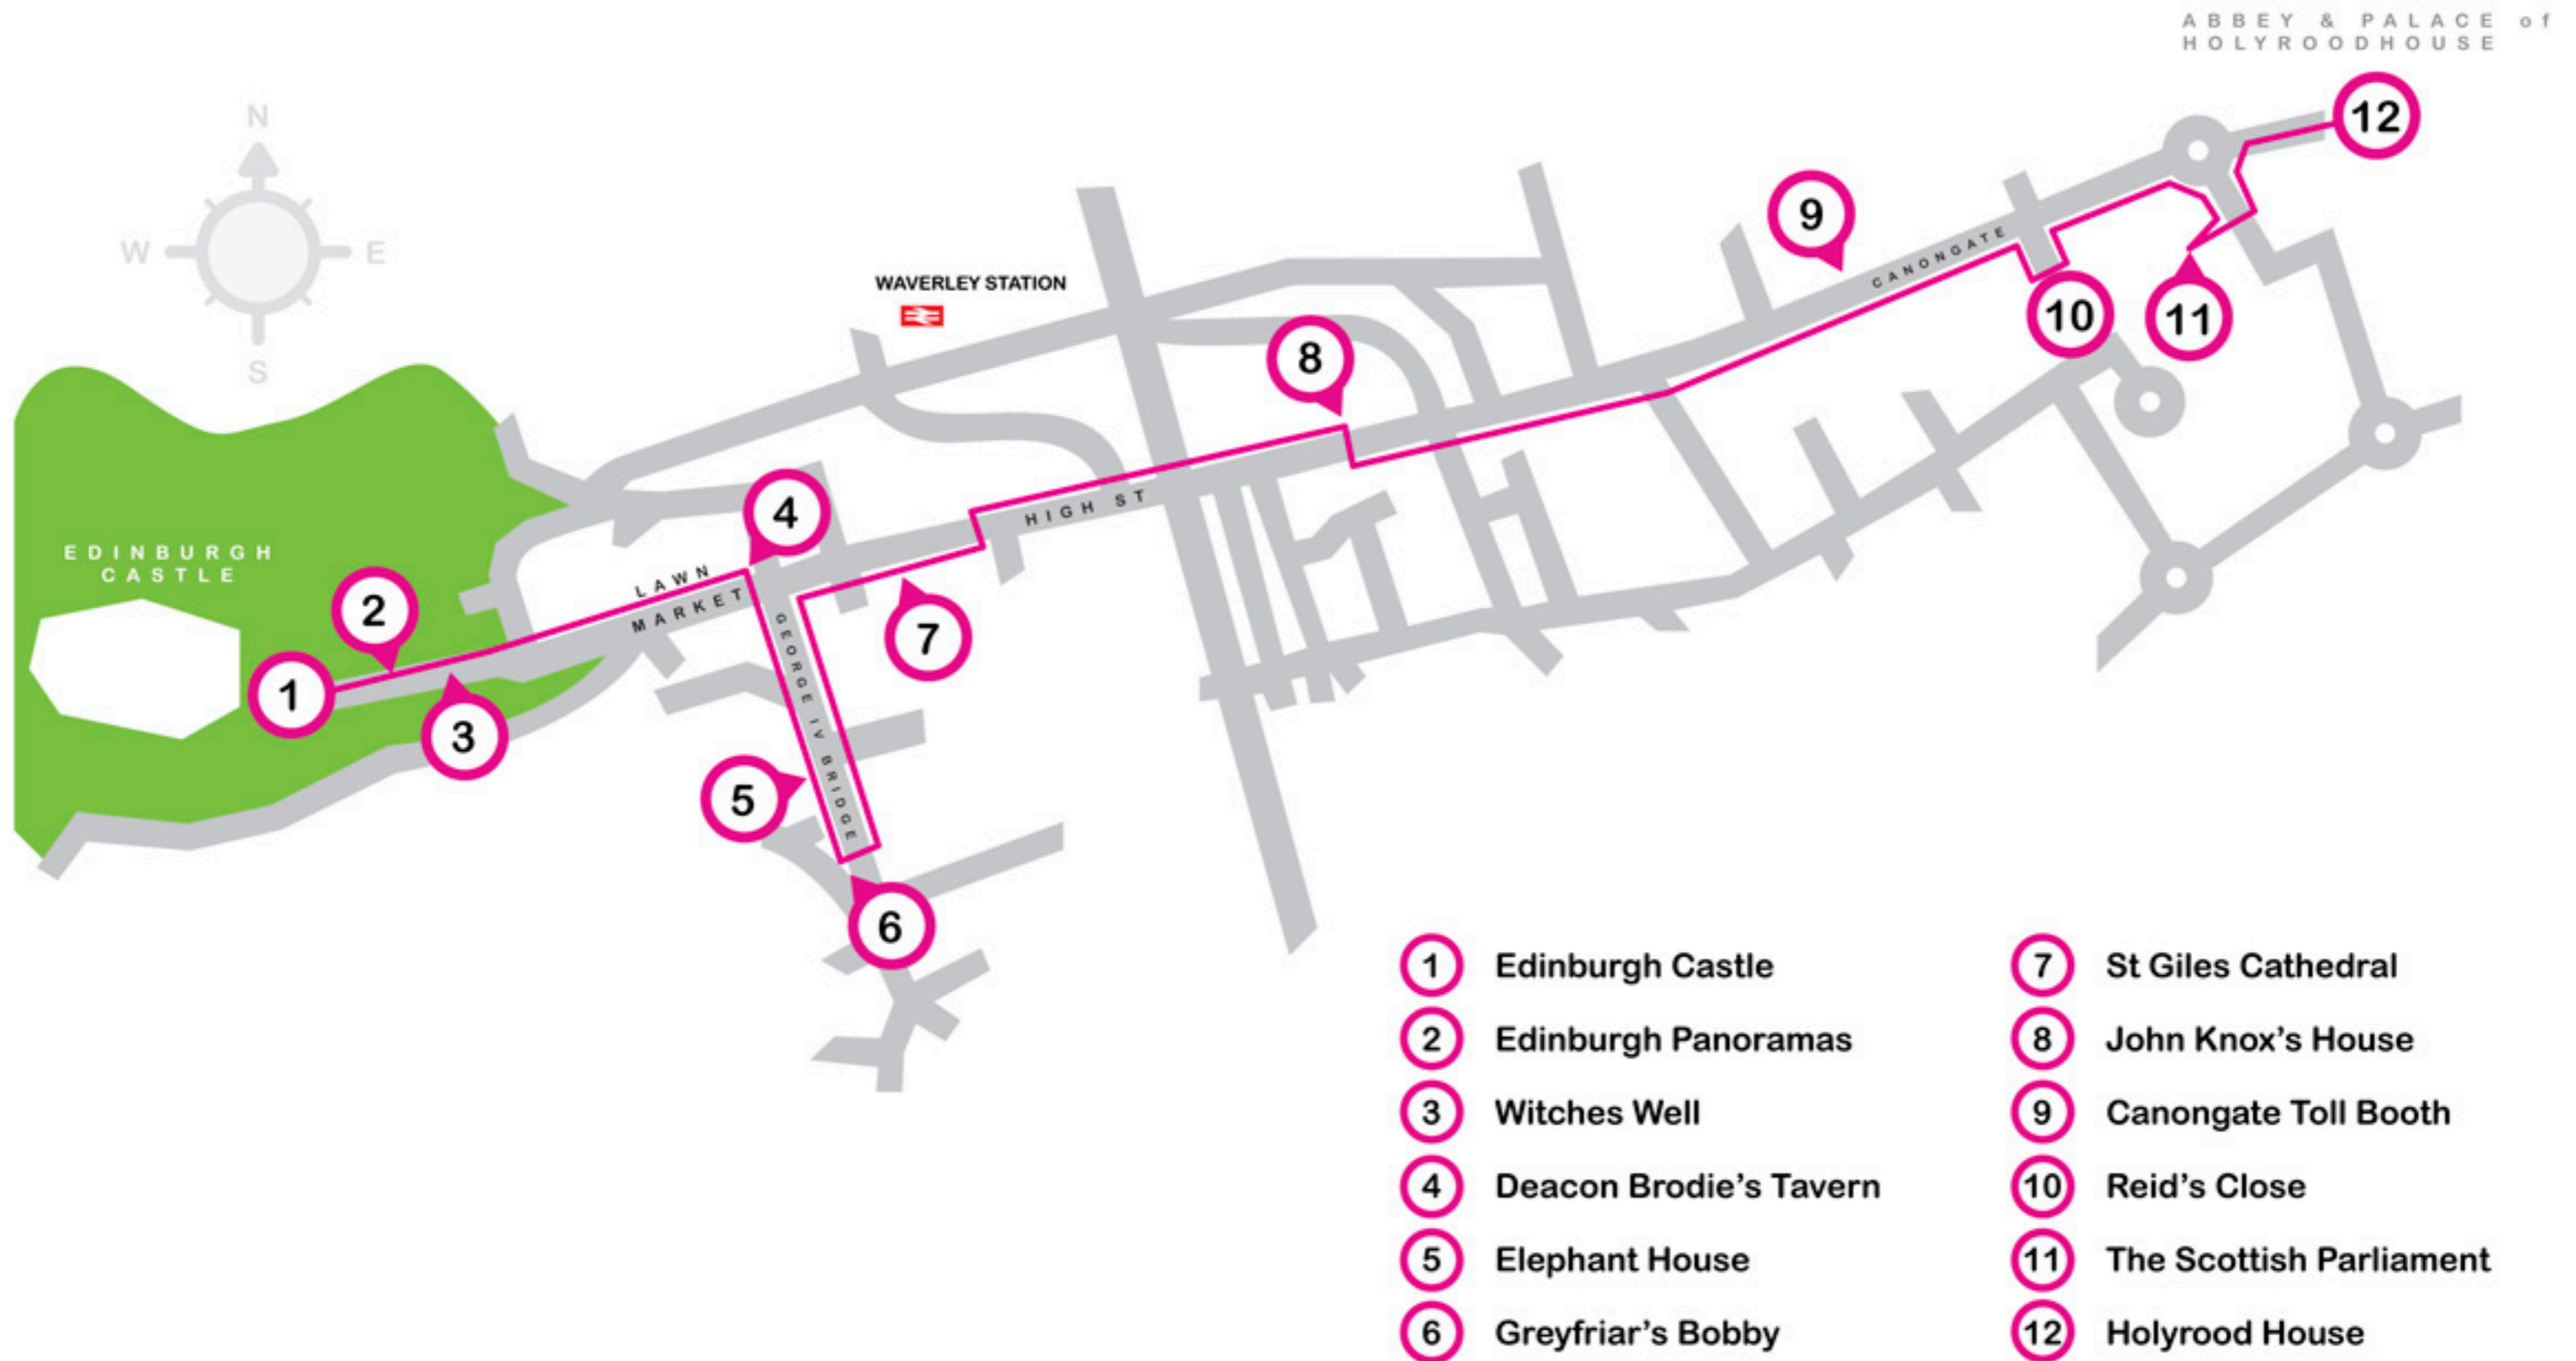 ABBEY & PALACE of
HOLYROODHOUSE
N
W
E
S
WAVERLEY STATION
12
9
10
11
8
4
HIGH ST
CANONGATE
EDINBURGH
CASTLE
LAWN
MARKET
GEORGE IV BRIDGE
2
1
3
7
5
6
1 Edinburgh Castle
2 Edinburgh Panoramas
3 Witches Well
4 Deacon Brodie's Tavern
5 Elephant House
6 Greyfriar's Bobby
7 St Giles Cathedral
8 John Knox's House
9 Canongate Toll Booth
10 Reid's Close
11 The Scottish Parliament
12 Holyrood House